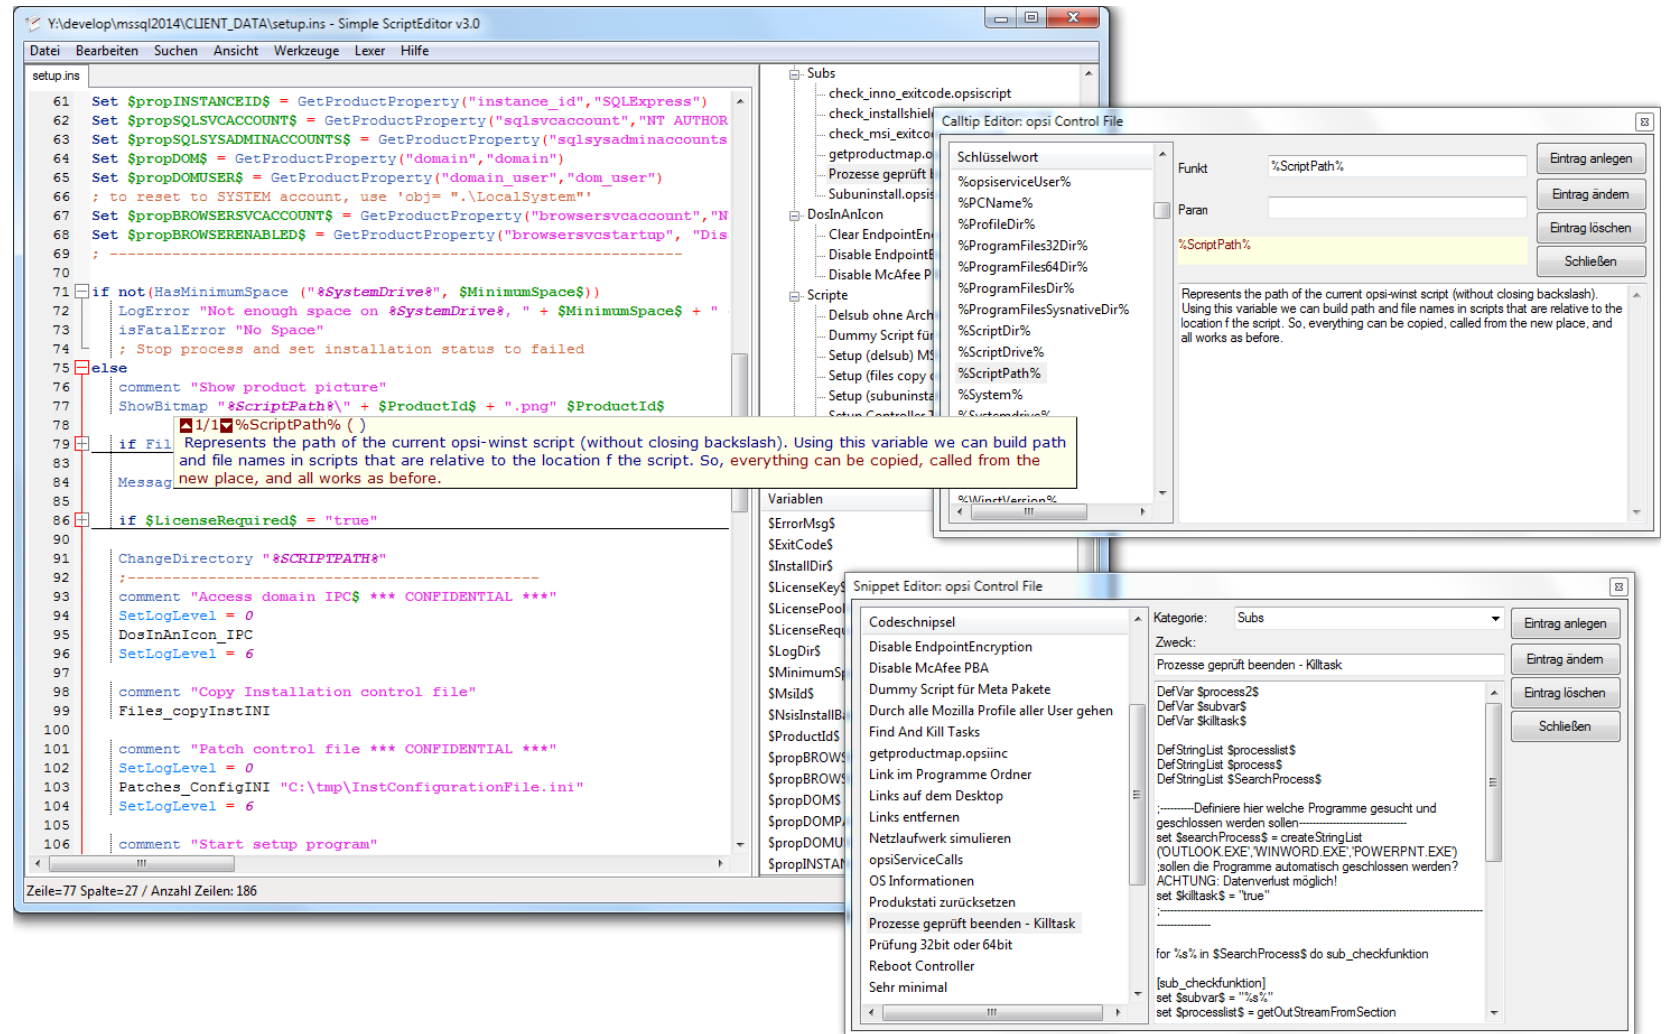 Y:\develop\mssql2014\CLIENT_DATA\setup.ins - Simple ScriptEditor v3.0
Datei Bearbeiten Suchen Ansicht Werkzeuge Lexer Hilfe
setup.ins
61 Set $propINSTANCEID$ = GetProductProperty("instance_id","SQLExpress")
62 Set $propSQLSVCACCOUNT$ = GetProductProperty("sqlsvcaccount","NT AUTHOR
63 Set $propSQLSYSADMINACCOUNTS$ = GetProductProperty("sqlsysadminaccounts
64 Set $propDOM$ = GetProductProperty("domain","domain")
65 Set $propDOMUSER$ = GetProductProperty("domain_user","dom_user")
66 ; to reset to SYSTEM account, use 'obj= ".\LocalSystem"'
67 Set $propBROWSERSVCACCOUNT$ = GetProductProperty("browsersvcaccount","N
68 Set $propBROWSERENABLED$ = GetProductProperty("browsersvcstartup", "Dis
69 ; ----------------------------------------------------------------
70
71 if not(HasMinimumSpace ("%SystemDrive%", $MinimumSpace$))
72 LogError "Not enough space on %SystemDrive%, " + $MinimumSpace$ + "
73 isFatalError "No Space"
74 ; Stop process and set installation status to failed
75 else
76 comment "Show product picture"
77 ShowBitmap "%ScriptPath%\" + $ProductId$ + ".png" $ProductId$
78
79 if Fil
83
84 Messag
85
86 if $LicenseRequired$ = "true"
90
91 ChangeDirectory "%SCRIPTPATH%"
92 ;----------------------------------------------
93 comment "Access domain IPC$ *** CONFIDENTIAL ***"
94 SetLogLevel = 0
95 DosInAnIcon_IPC
96 SetLogLevel = 6
97
98 comment "Copy Installation control file"
99 Files_copyInstINI
100
101 comment "Patch control file *** CONFIDENTIAL ***"
102 SetLogLevel = 0
103 Patches_ConfigINI "C:\tmp\InstConfigurationFile.ini"
104 SetLogLevel = 6
105
106 comment "Start setup program"
1/1 %ScriptPath% ( )
Represents the path of the current opsi-winst script (without closing backslash). Using this variable we can build path
and file names in scripts that are relative to the location f the script. So, everything can be copied, called from the
new place, and all works as before.
Zeile=77 Spalte=27 / Anzahl Zeilen: 186
Subs
check_inno_exitcode.opsiscript
check_installshiel
check_msi_exitco
getproductmap.o
Prozesse geprüft
Subuninstall.opsis
DosInAnIcon
Clear EndpointEn
Disable EndpointE
Disable McAfee P
Scripte
Delsub ohne Arch
Dummy Script für
Setup (delsub) MS
Setup (files copy
Setup (subuninsta
Setup Controller T
Variablen
$ErrorMsg$
$ExitCode$
$InstallDir$
$LicenseKey$
$LicensePool
$LicenseRequ
$LogDir$
$MinimumSp
$MsiId$
$NsisInstallBa
$ProductId$
$propBROWS
$propBROWS
$propDOM$
$propDOMPA
$propDOMU
$propINSTAN
Calltip Editor: opsi Control File
Schlüsselwort
%opsiserviceUser%
%PCName%
%ProfileDir%
%ProgramFiles32Dir%
%ProgramFiles64Dir%
%ProgramFilesDir%
%ProgramFilesSysnativeDir%
%ScriptDir%
%ScriptDrive%
%ScriptPath%
%System%
%Systemdrive%
%WinstVersion%
Funkt %ScriptPath%
Paran
%ScriptPath%
Represents the path of the current opsi-winst script (without closing backslash).
Using this variable we can build path and file names in scripts that are relative to the
location f the script. So, everything can be copied, called from the new place, and
all works as before.
Eintrag anlegen
Eintrag ändern
Eintrag löschen
Schließen
Snippet Editor: opsi Control File
Codeschnipsel
Disable EndpointEncryption
Disable McAfee PBA
Dummy Script für Meta Pakete
Durch alle Mozilla Profile aller User gehen
Find And Kill Tasks
getproductmap.opsiinc
Link im Programme Ordner
Links auf dem Desktop
Links entfernen
Netzlaufwerk simulieren
opsiServiceCalls
OS Informationen
Produkstati zurücksetzen
Prozesse geprüft beenden - Killtask
Prüfung 32bit oder 64bit
Reboot Controller
Sehr minimal
Kategorie: Subs
Zweck:
Prozesse geprüft beenden - Killtask
DefVar $process2$
DefVar $subvar$
DefVar $killtask$
DefStringList $processlist$
DefStringList $process$
DefStringList $SearchProcess$
;----------Definiere hier welche Programme gesucht und
geschlossen werden sollen-------------------------------
set $searchProcess$ = createStringList
('OUTLOOK.EXE','WINWORD.EXE','POWERPNT.EXE')
;sollen die Programme automatisch geschlossen werden?
ACHTUNG: Datenverlust möglich!
set $killtask$ = "true"
;------------------------------------------------------------------------------------------
----------------
for %s% in $SearchProcess$ do sub_checkfunktion
[sub_checkfunktion]
set $subvar$ = "%s%"
set $processlist$ = getOutStreamFromSection
Eintrag anlegen
Eintrag ändern
Eintrag löschen
Schließen